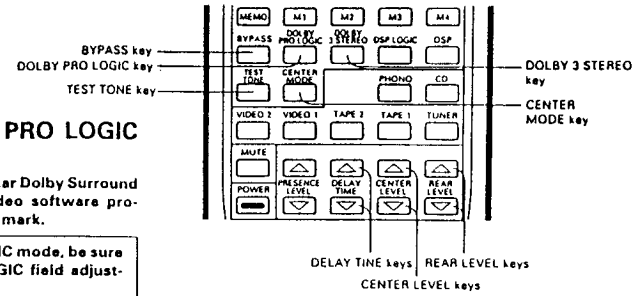 MEMO M1 M2 M3 M4
BYPASS DOLBY PRO LOGIC DOLBY 3 STEREO DSP LOGIC DSP
BYPASS key
DOLBY PRO LOGIC key
DOLBY 3 STEREO key
TEST TONE CENTER MODE PHONO CD
TEST TONE key
CENTER MODE key
VIDEO 2 VIDEO 1 TAPE 2 TAPE 1 TUNER
PRO LOGIC
MUTE
ar Dolby Surround
deo software pro-
mark.
POWER PRESENCE LEVEL DELAY TIME CENTER LEVEL REAR LEVEL
IC mode, be sure
GIC field adjust-
DELAY TINE keys REAR LEVEL keys
CENTER LEVEL keys